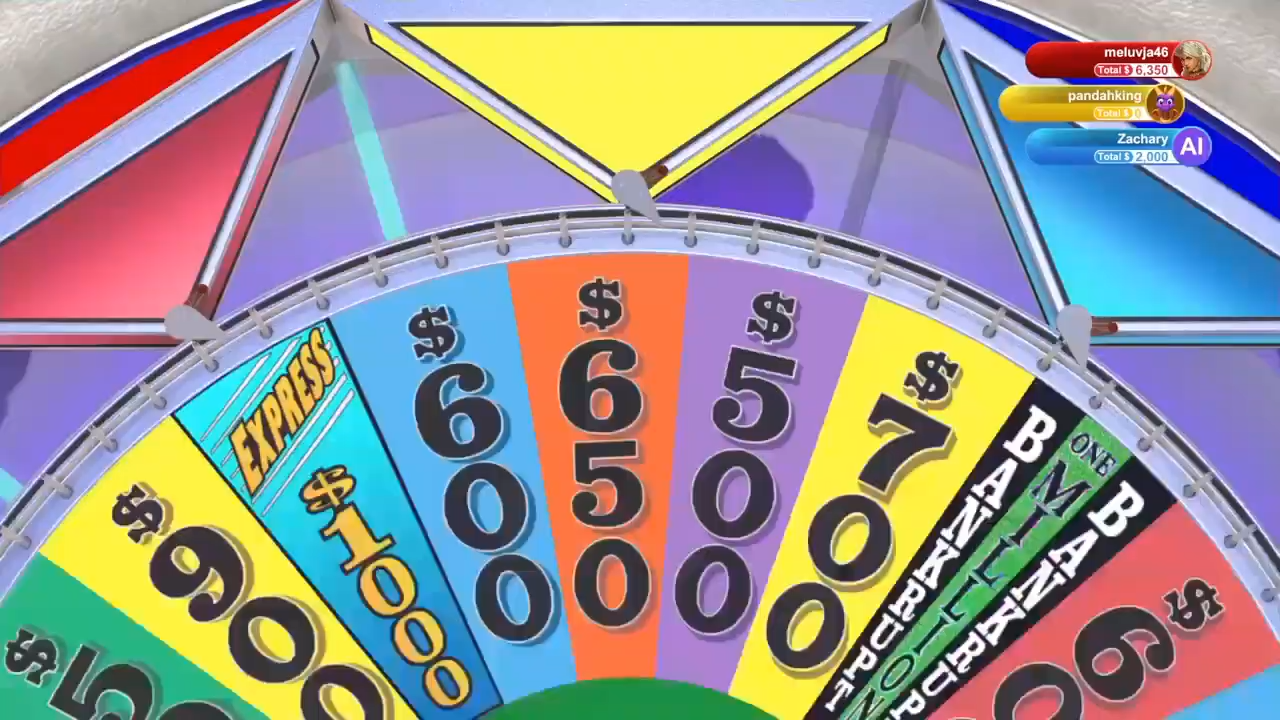 meluvja46
Total $ 6,350
pandahking
Total $ 0
Zachary
Total $ 2,000
AI
$500
$900
EXPRESS
$1000
$600
$650
$500
$700
BANKRUPT
ONE MILLION
BANKRUPT